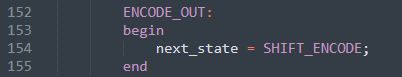 152 ENCODE_OUT:
153 begin
154 next_state = SHIFT_ENCODE;
155 end